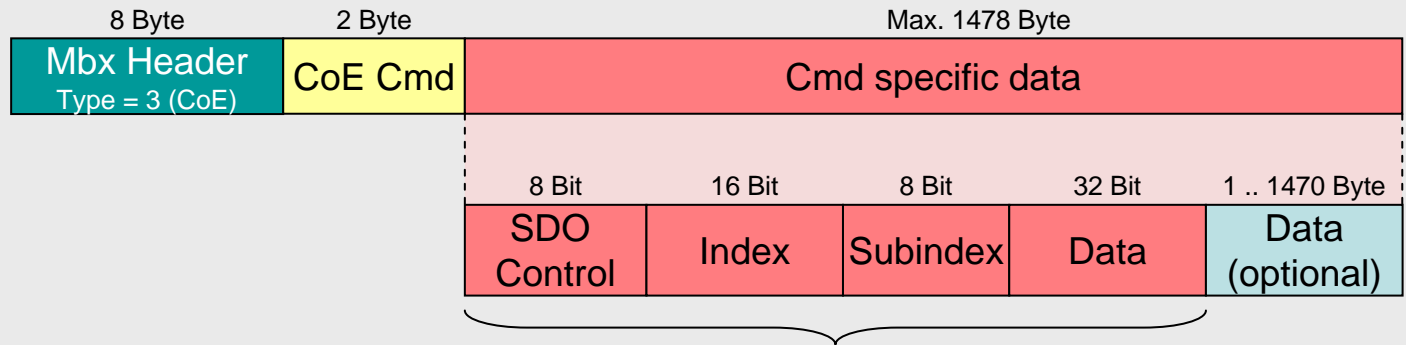 8 Byte 2 Byte Max. 1478 Byte
Mbx Header
Type = 3 (CoE)
CoE Cmd
Cmd specific data
8 Bit 16 Bit 8 Bit 32 Bit 1 .. 1470 Byte
SDO
Control
Index
Subindex
Data
Data
(optional)